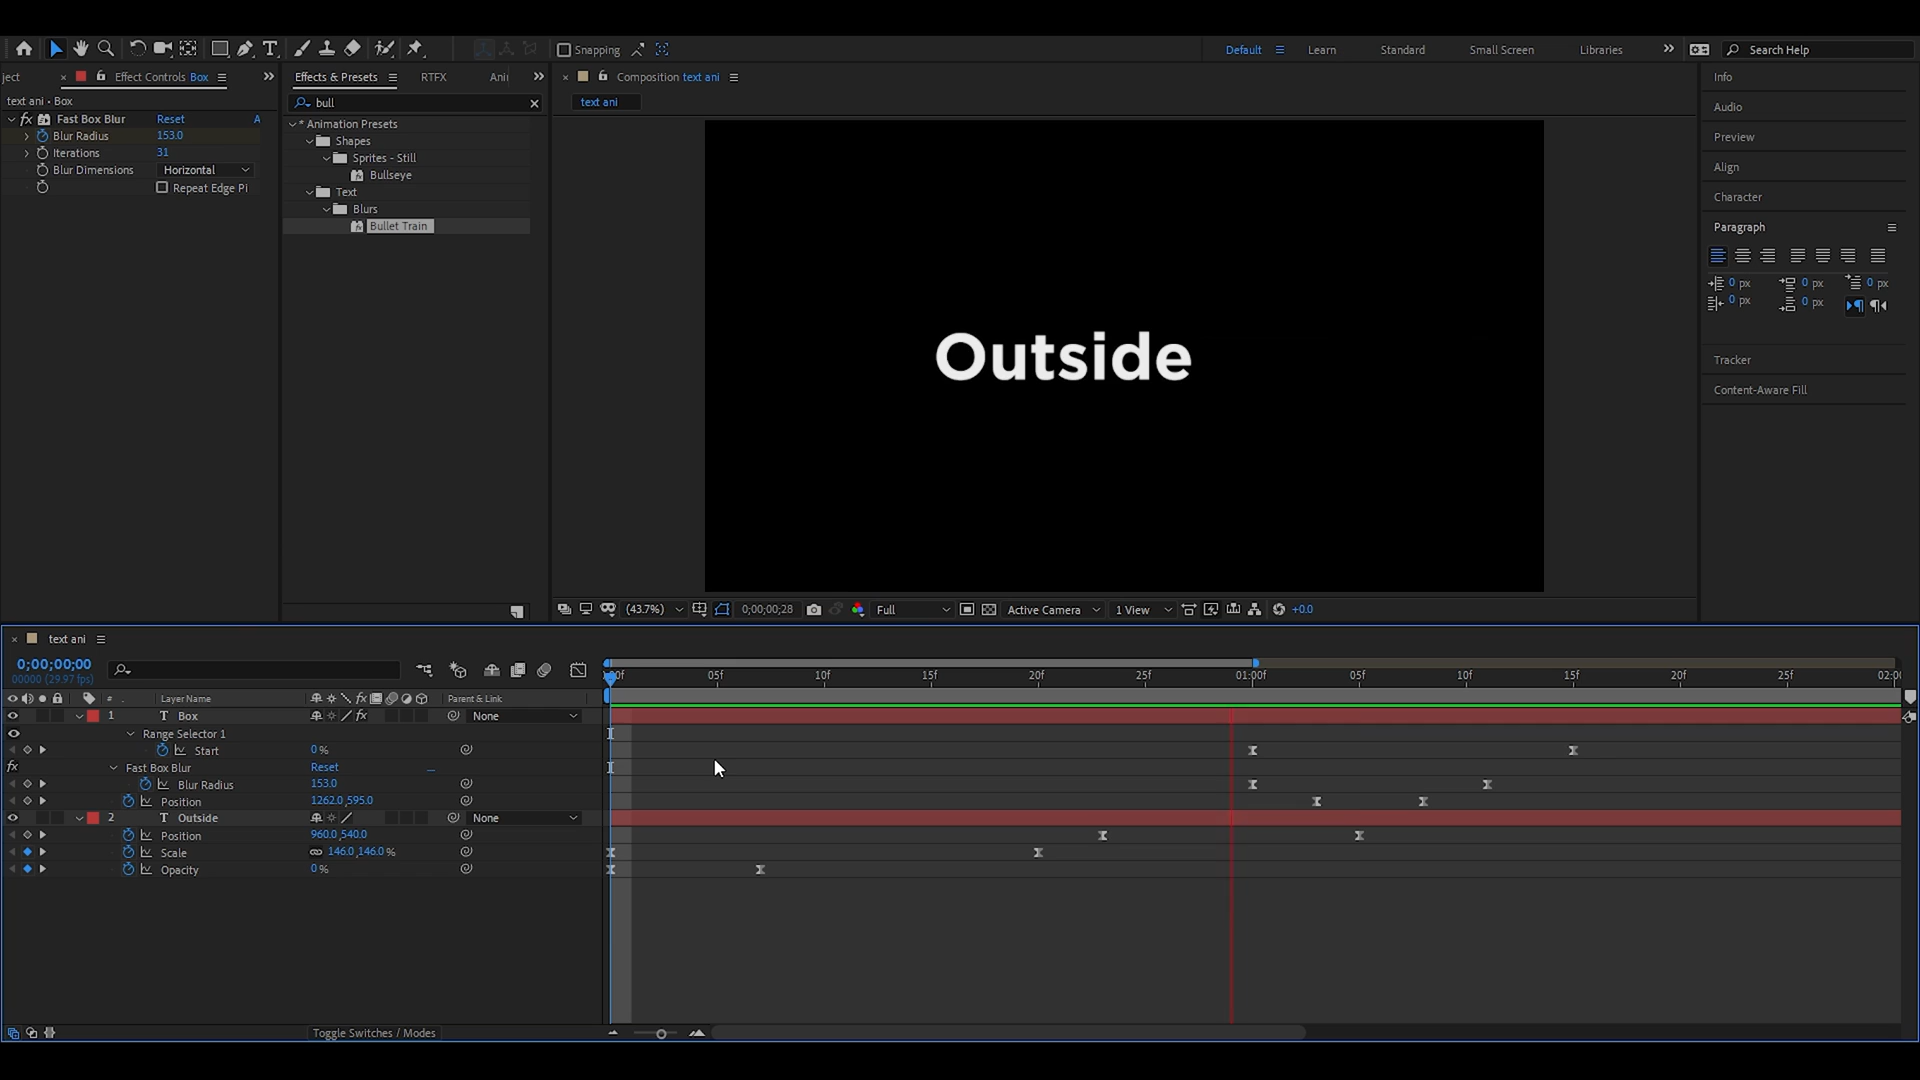 Snapping
Default
Learn
Standard
Small Screen
Libraries
Search Help
ject
Effect Controls Box
Effects & Presets
RTFX
Ani
Composition text ani
Info
text ani • Box
bull
text ani
Audio
fx Fast Box Blur Reset A
Blur Radius 153.0
Iterations 31
Blur Dimensions Horizontal
Repeat Edge Pi
* Animation Presets
Shapes
Sprites - Still
Bullseye
Text
Blurs
Bullet Train
Outside
Preview
Align
Character
Paragraph
0 px 0 px 0 px
0 px 0 px
Tracker
Content-Aware Fill
(43.7%) 0;00;00;28 Full Active Camera 1 View +0.0
text ani
0;00;00;00
00000 (29.97 fps)
05f 10f 15f 20f 25f 01:00f 05f 10f 15f 20f 25f 02:0
# Layer Name fx Parent & Link
1 T Box fx None
Range Selector 1
Start 0%
fx Fast Box Blur Reset
Blur Radius 153.0
Position 1262.0,595.0
2 T Outside None
Position 960.0,540.0
Scale 146.0,146.0%
Opacity 0%
Toggle Switches / Modes